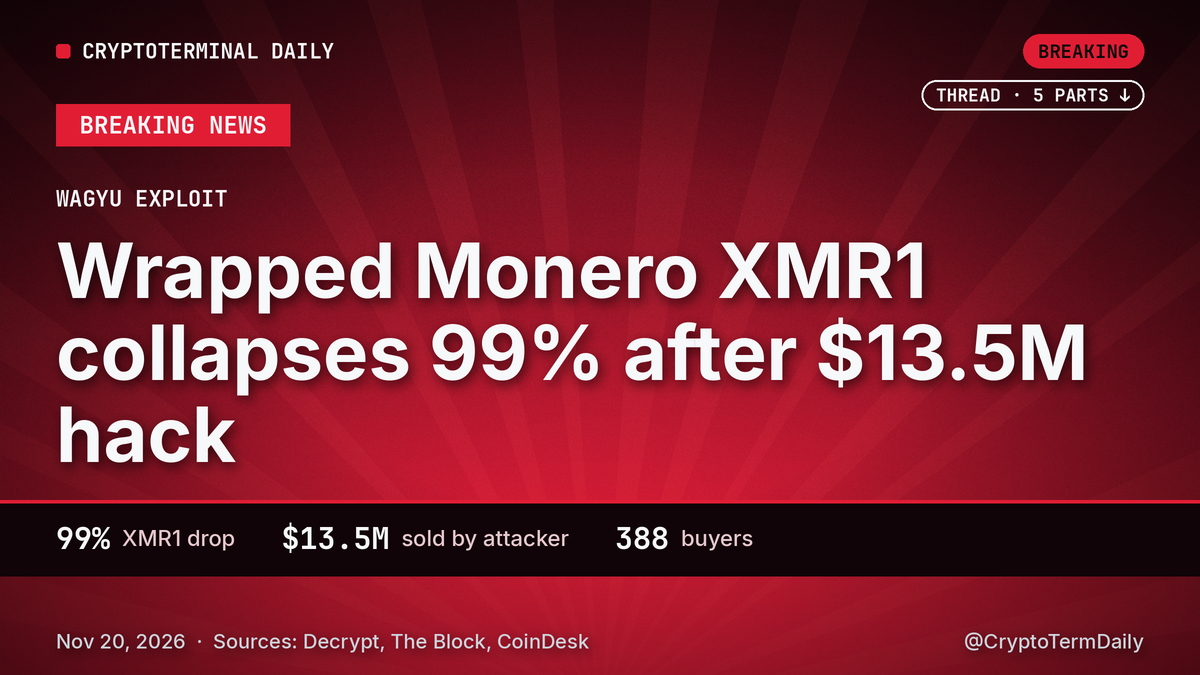 CRYPTOTERMINAL DAILY
BREAKING
THREAD · 5 PARTS ↓
BREAKING NEWS
WAGYU EXPLOIT
Wrapped Monero XMR1
collapses 99% after $13.5M
hack
99% XMR1 drop $13.5M sold by attacker 388 buyers
Nov 20, 2026 · Sources: Decrypt, The Block, CoinDesk
@CryptoTermDaily